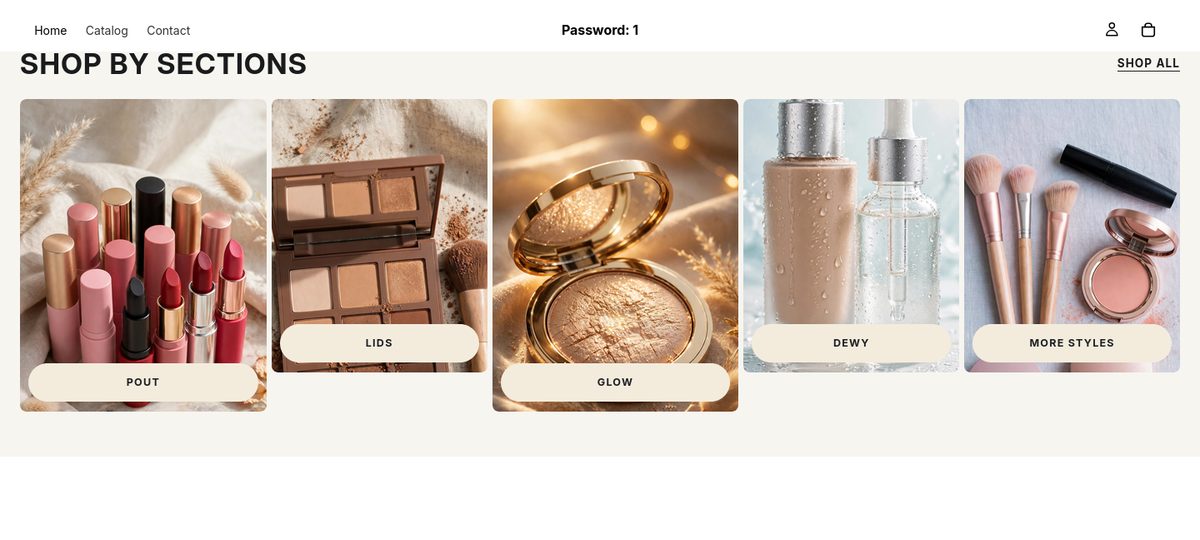 Home Catalog Contact Password: 1
SHOP BY SECTIONS SHOP ALL
LIDS DEWY MORE STYLES
POUT GLOW